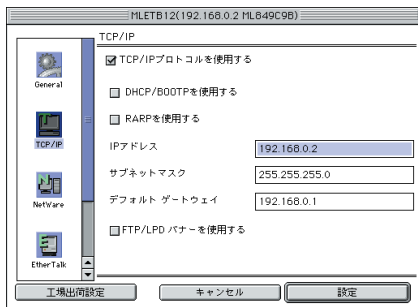 MLETB12(192.168.0.2 ML849C9B)
TCP/IP
General
TCP/IP
NetWare
EtherTalk
TCP/IPプロトコルを使用する
DHCP/BOOTPを使用する
RARPを使用する
IPアドレス
192.168.0.2
サブネットマスク
255.255.255.0
デフォルト ゲートウェイ
192.168.0.1
FTP/LPD バナーを使用する
工場出荷設定
キャンセル
設定